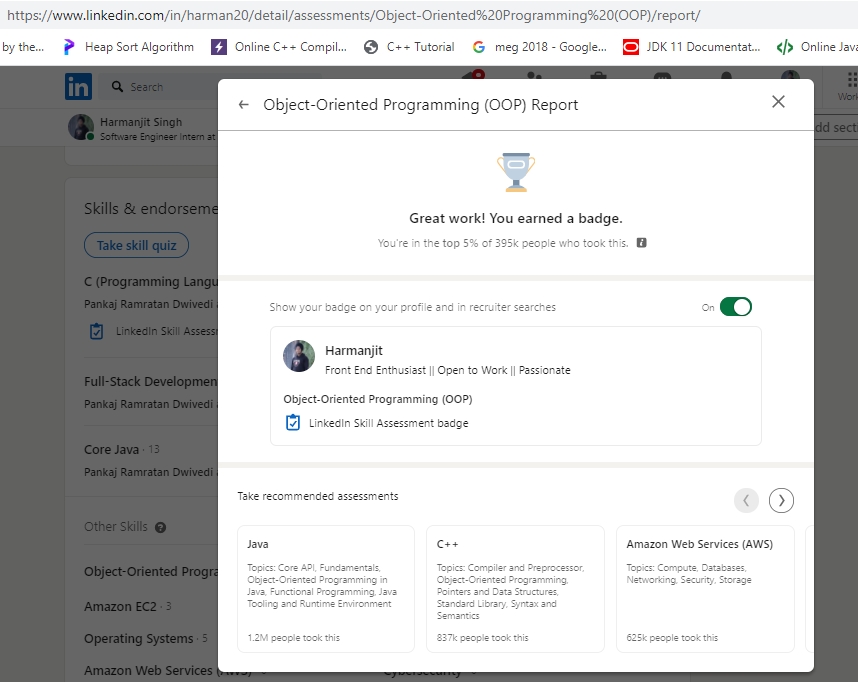 https://www.linkedin.com/in/harman20/detail/assessments/Object-Oriented%20Programming%20(OOP)/report/
by the... Heap Sort Algorithm Online C++ Compil... C++ Tutorial meg 2018 - Google... JDK 11 Documentat... Online Java
in Search
Object-Oriented Programming (OOP) Report
Harmanjit Singh
Software Engineer Intern at
Great work! You earned a badge.
You're in the top 5% of 395k people who took this.
Skills & endorseme
Take skill quiz
C (Programming Langu
Pankaj Ramratan Dwivedi
LinkedIn Skill Assess
Full-Stack Developmen
Pankaj Ramratan Dwivedi
Core Java · 13
Pankaj Ramratan Dwivedi
Other Skills
Object-Oriented Progra
Amazon EC2 · 3
Operating Systems · 5
Amazon Web Services (AWS)
Cybersecurity
Show your badge on your profile and in recruiter searches
On
Harmanjit
Front End Enthusiast || Open to Work || Passionate
Object-Oriented Programming (OOP)
LinkedIn Skill Assessment badge
Take recommended assessments
Java
Topics: Core API, Fundamentals,
Object-Oriented Programming in
Java, Functional Programming, Java
Tooling and Runtime Environment
1.2M people took this
C++
Topics: Compiler and Preprocessor,
Object-Oriented Programming,
Pointers and Data Structures,
Standard Library, Syntax and
Semantics
837k people took this
Amazon Web Services (AWS)
Topics: Compute, Databases,
Networking, Security, Storage
625k people took this
Work
dd secti